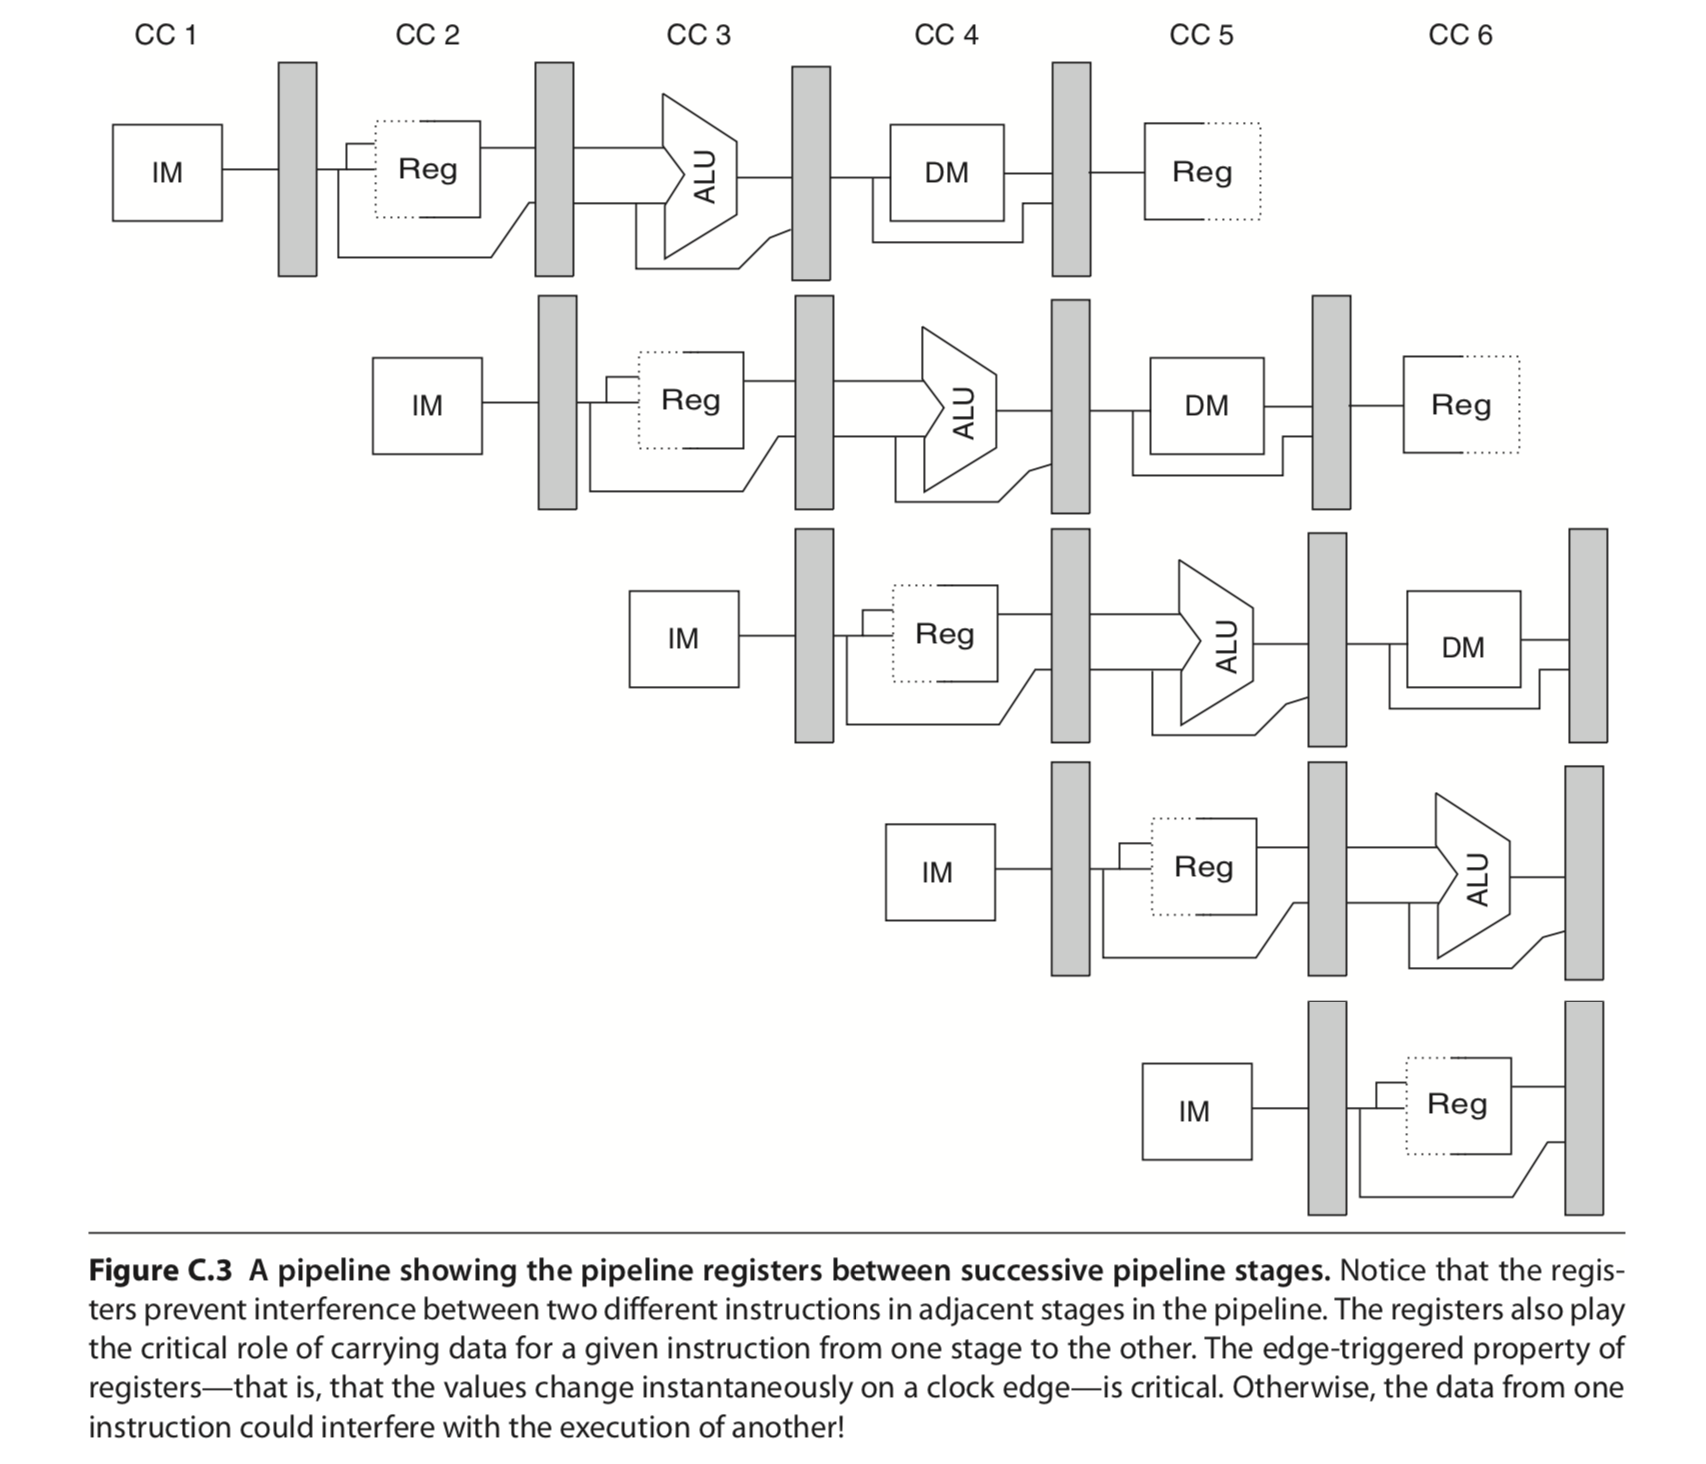 CC 1 CC 2 CC 3 CC 4 CC 5 CC 6
IM Reg ALU DM Reg
IM Reg ALU DM Reg
IM Reg ALU DM
IM Reg ALU
IM Reg
Figure C.3 A pipeline showing the pipeline registers between successive pipeline stages. Notice that the regis-
ters prevent interference between two different instructions in adjacent stages in the pipeline. The registers also play
the critical role of carrying data for a given instruction from one stage to the other. The edge-triggered property of
registers—that is, that the values change instantaneously on a clock edge—is critical. Otherwise, the data from one
instruction could interfere with the execution of another!